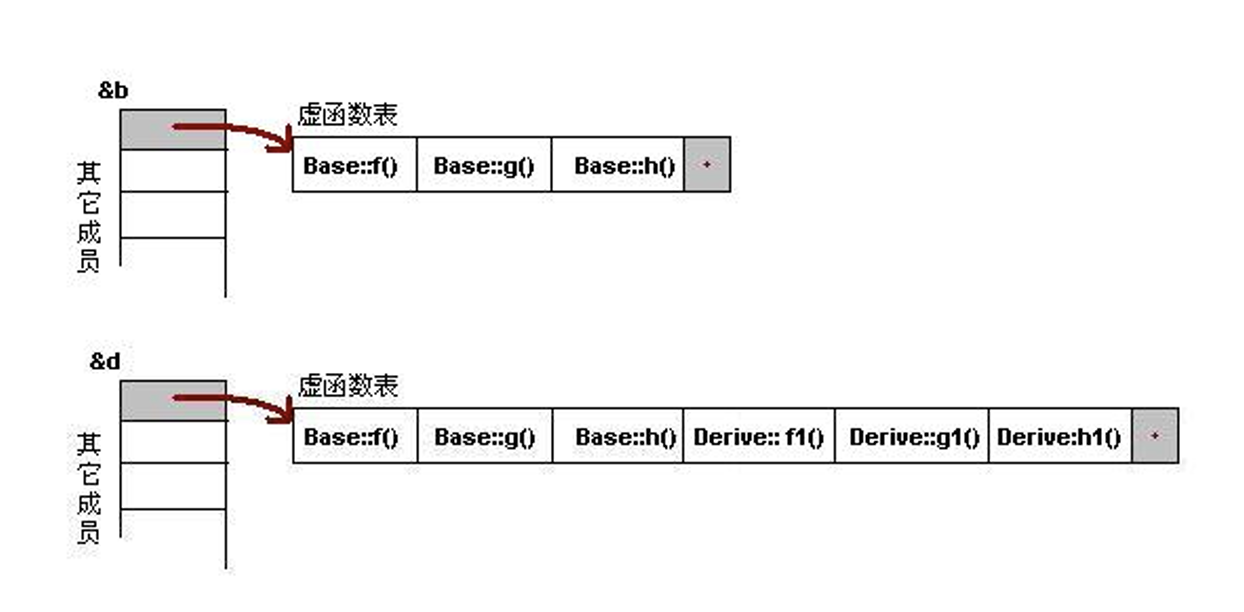 &b
虚函数表
Base::f() Base::g() Base::h() *
其它成员
&d
虚函数表
Base::f() Base::g() Base::h() Derive:: f1() Derive::g1() Derive:h1() *
其它成员